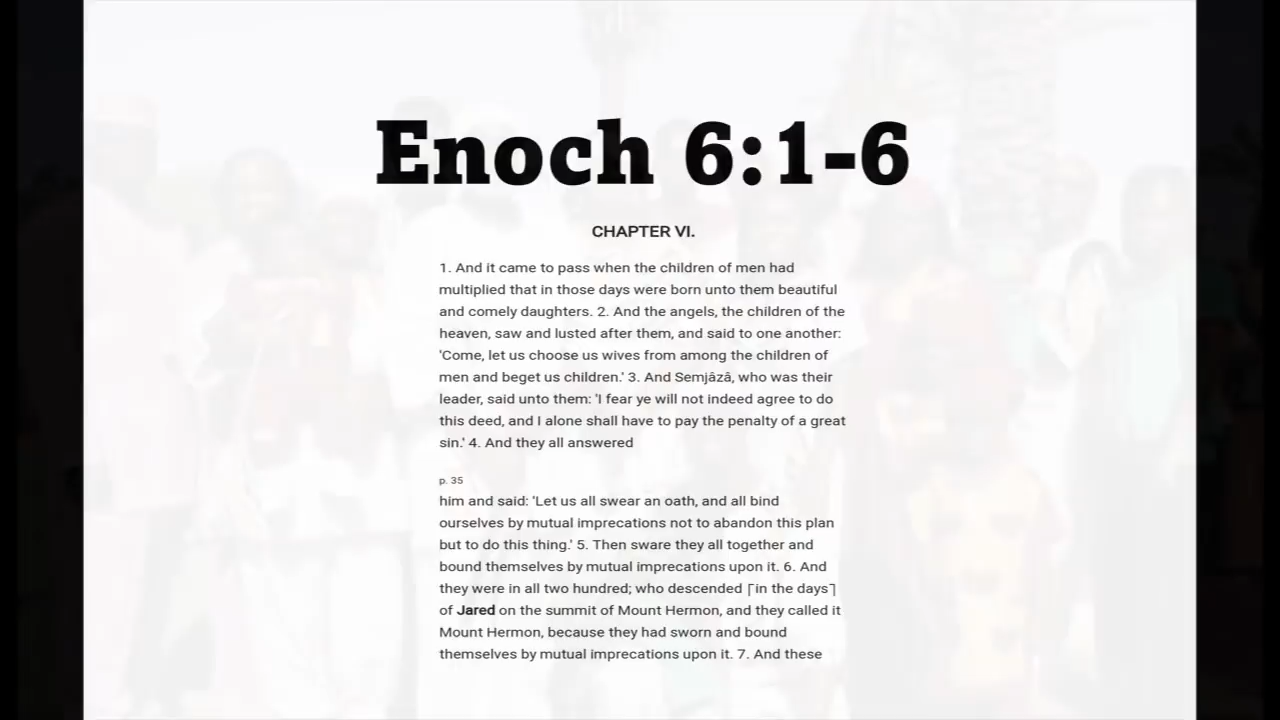 Enoch 6:1-6
CHAPTER VI.
1. And it came to pass when the children of men had
multiplied that in those days were born unto them beautiful
and comely daughters. 2. And the angels, the children of the
heaven, saw and lusted after them, and said to one another:
'Come, let us choose us wives from among the children of
men and beget us children.' 3. And Semjâzâ, who was their
leader, said unto them: 'I fear ye will not indeed agree to do
this deed, and I alone shall have to pay the penalty of a great
sin.' 4. And they all answered
p. 35
him and said: 'Let us all swear an oath, and all bind
ourselves by mutual imprecations not to abandon this plan
but to do this thing.' 5. Then sware they all together and
bound themselves by mutual imprecations upon it. 6. And
they were in all two hundred; who descended ⌈in the days⌉
of Jared on the summit of Mount Hermon, and they called it
Mount Hermon, because they had sworn and bound
themselves by mutual imprecations upon it. 7. And these